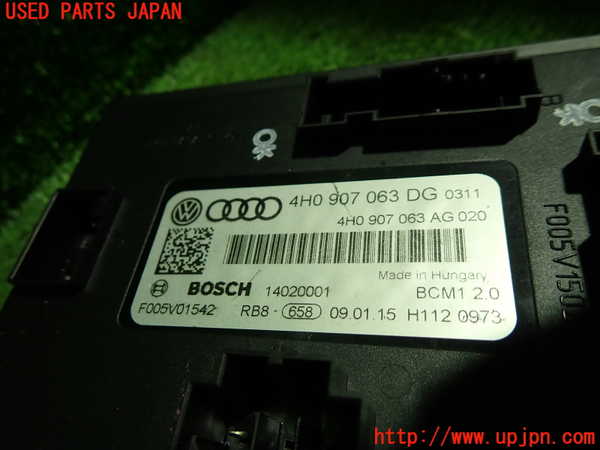 USED PARTS JAPAN
4H0 907 063 DG 0311
4H0 907 063 AG 020
Made in Hungary
BOSCH 14020001 BCM1 2.0
F005V01542 RB8- 658 09.01.15 H112 0973
B
http://www.upjpn.com/